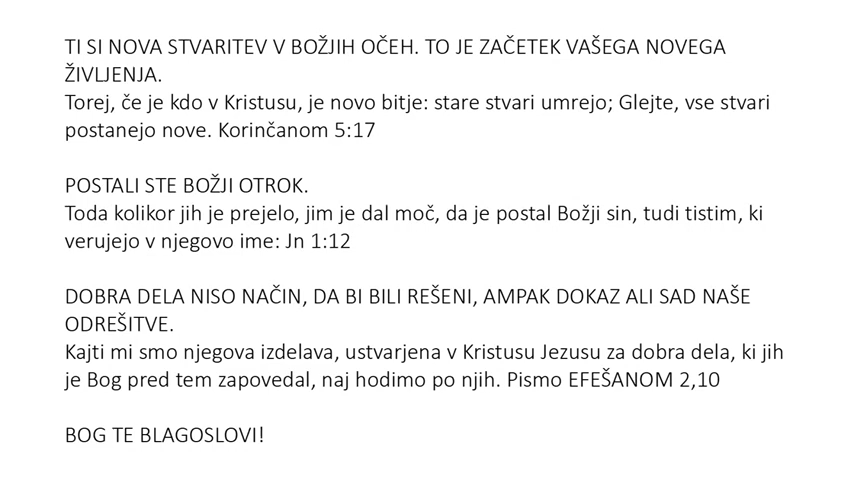 TI SI NOVA STVARITEV V BOŽJIH OČEH. TO JE ZAČETEK VAŠEGA NOVEGA
ŽIVLJENJA.
Torej, če je kdo v Kristusu, je novo bitje: stare stvari umrejo; Glejte, vse stvari
postanejo nove. Korinčanom 5:17
POSTALI STE BOŽJI OTROK.
Toda kolikor jih je prejelo, jim je dal moč, da je postal Božji sin, tudi tistim, ki
verujejo v njegovo ime: Jn 1:12
DOBRA DELA NISO NAČIN, DA BI BILI REŠENI, AMPAK DOKAZ ALI SAD NAŠE
ODREŠITVE.
Kajti mi smo njegova izdelava, ustvarjena v Kristusu Jezusu za dobra dela, ki jih
je Bog pred tem zapovedal, naj hodimo po njih. Pismo EFEŠANOM 2,10
BOG TE BLAGOSLOVI!